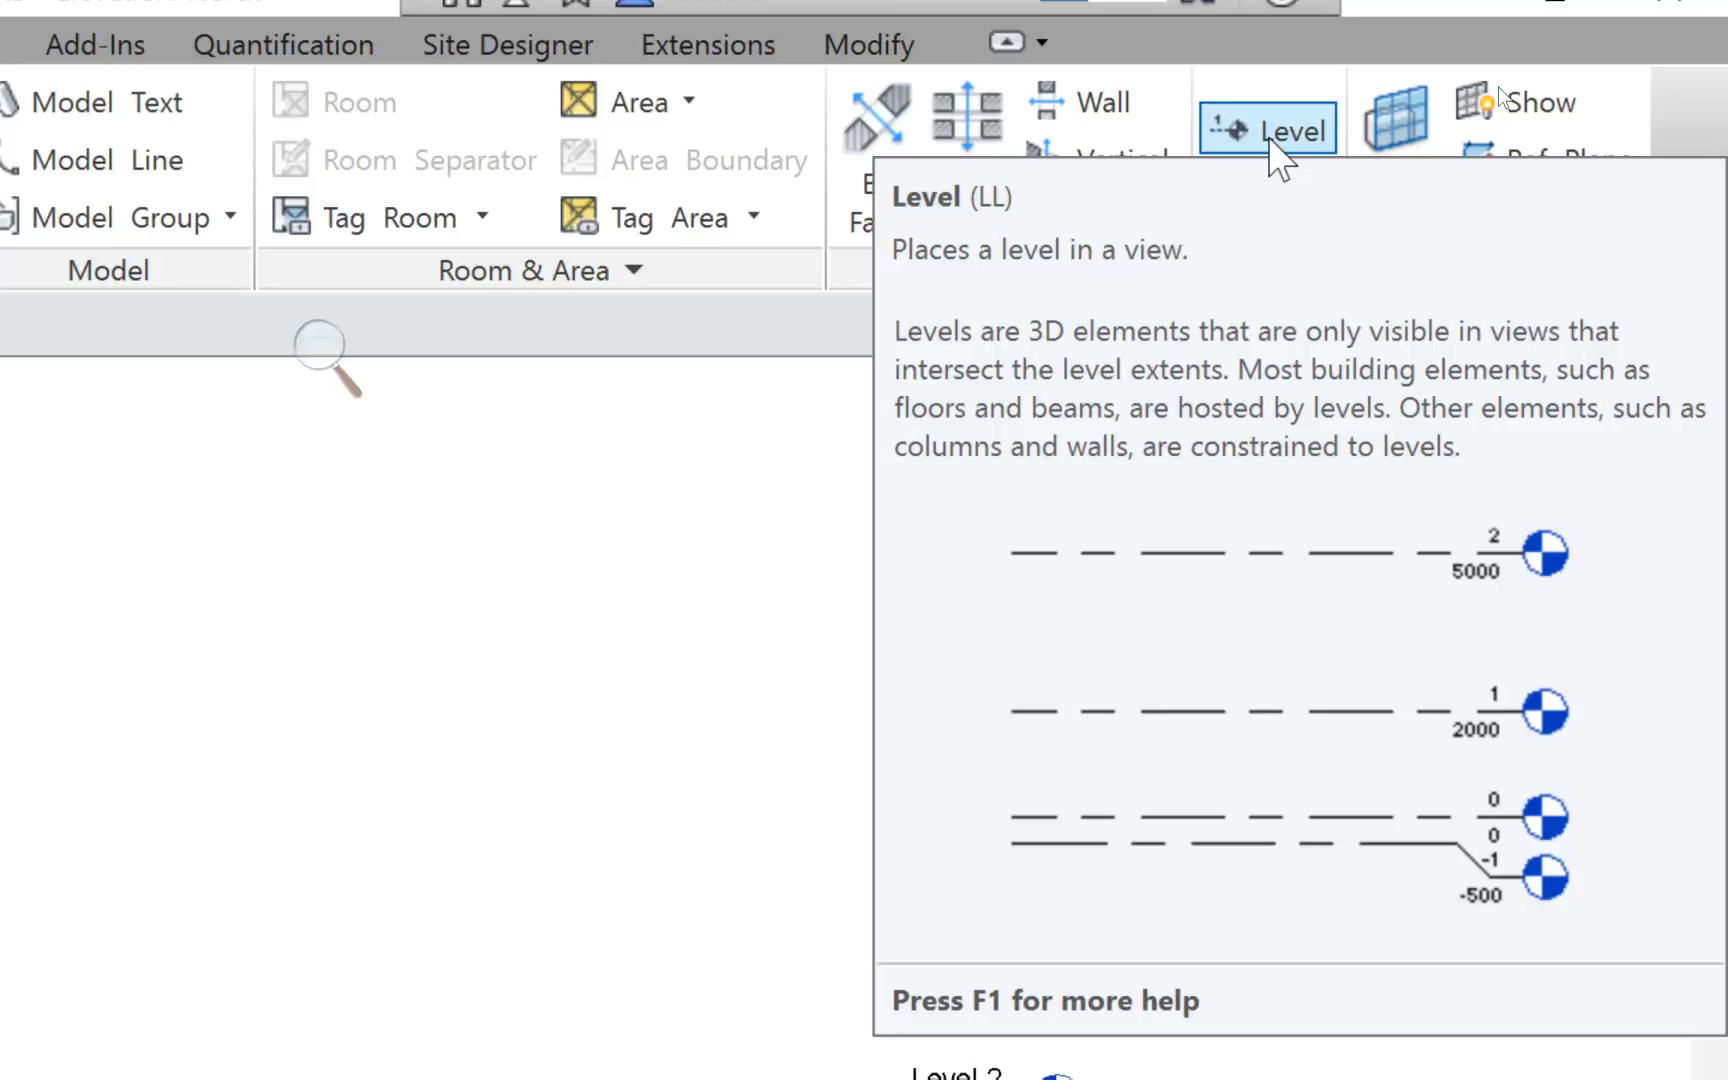 Add-Ins Quantification Site Designer Extensions Modify
Model Text
Model Line
Model Group
Model
Room
Room Separator
Tag Room
Area
Area Boundary
Tag Area
Room & Area
Wall
Vertical
Level
Show
Level (LL)
Places a level in a view.
Levels are 3D elements that are only visible in views that
intersect the level extents. Most building elements, such as
floors and beams, are hosted by levels. Other elements, such as
columns and walls, are constrained to levels.
2
5000
1
2000
0
0
-1
-500
Press F1 for more help
Level 2